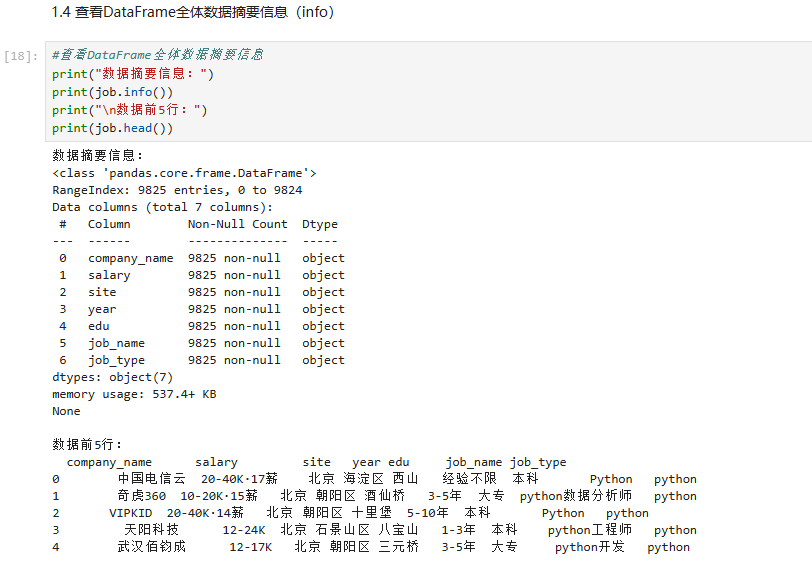 1.4 查看DataFrame全体数据摘要信息（info）
[18]: #查看DataFrame全体数据摘要信息
print("数据摘要信息：")
print(job.info())
print("\n数据前5行：")
print(job.head())
数据摘要信息：
<class 'pandas.core.frame.DataFrame'>
RangeIndex: 9825 entries, 0 to 9824
Data columns (total 7 columns):
 #   Column        Non-Null Count  Dtype
---  ------        --------------  -----
 0   company_name  9825 non-null   object
 1   salary        9825 non-null   object
 2   site          9825 non-null   object
 3   year          9825 non-null   object
 4   edu           9825 non-null   object
 5   job_name      9825 non-null   object
 6   job_type      9825 non-null   object
dtypes: object(7)
memory usage: 537.4+ KB
None
数据前5行：
  company_name      salary         site   year edu     job_name job_type
0        中国电信云  20-40K·17薪    北京 海淀区 西山   经验不限  本科       Python   python
1        奇虎360  10-20K·15薪   北京 朝阳区 酒仙桥   3-5年  大专  python数据分析师   python
2       VIPKID  20-40K·14薪   北京 朝阳区 十里堡  5-10年  本科       Python   python
3         天阳科技      12-24K  北京 石景山区 八宝山   1-3年  本科    python工程师   python
4        武汉佰钧成      12-17K   北京 朝阳区 三元桥   3-5年  大专     python开发   python